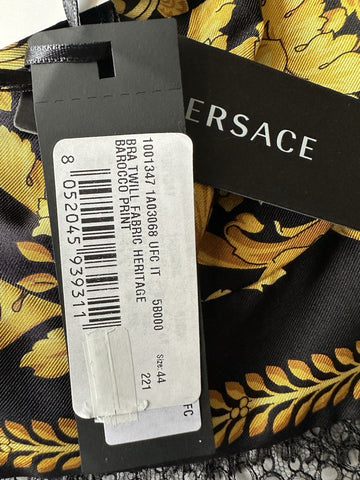 ERSACE
1001347 1A03068 UFC IT 5B000
BRA TWILL FABRIC HERITAGE
BAROCCO PRINT
Size: 44
221
8 052045 939311
FC